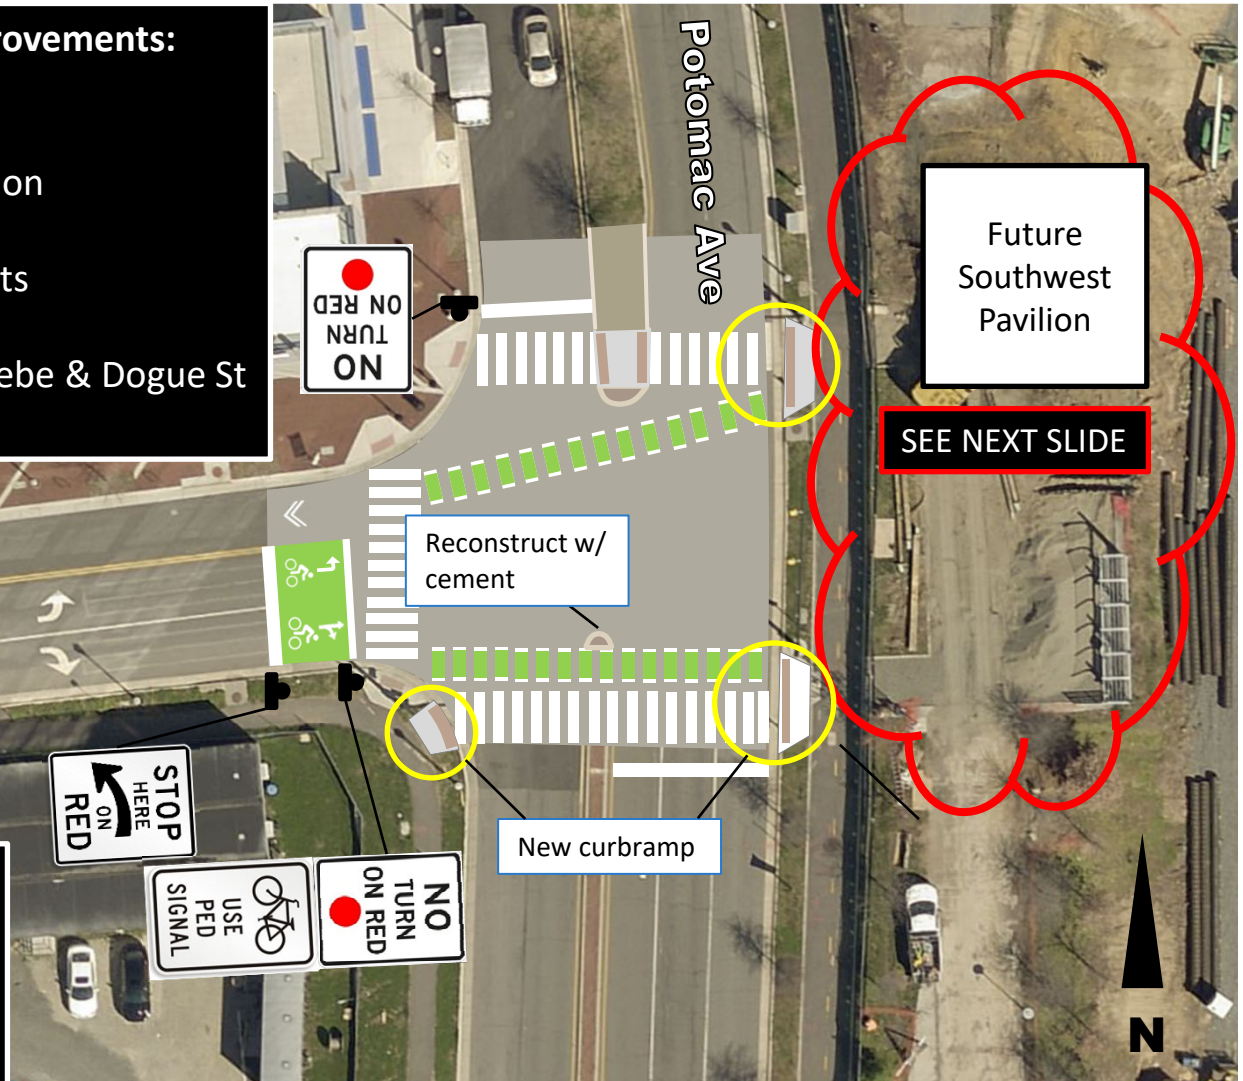 rovements:
on
ts
ebe & Dogue St
Potomac Ave
NO
TURN
ON RED
Future
Southwest
Pavilion
SEE NEXT SLIDE
Reconstruct w/
cement
New curbramp
STOP
HERE
ON
RED
USE
PED
SIGNAL
NO
TURN
ON RED
N